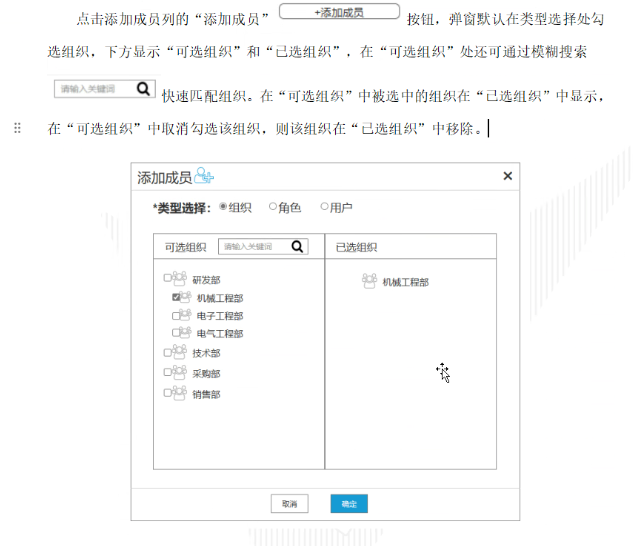 点击添加成员列的“添加成员” +添加成员 按钮，弹窗默认在类型选择处勾
选组织，下方显示“可选组织”和“已选组织”，在“可选组织”处还可通过模糊搜索
请输入关键词 快速匹配组织。在“可选组织”中被选中的组织在“已选组织”中显示，
在“可选组织”中取消勾选该组织，则该组织在“已选组织”中移除。
添加成员
*类型选择： 组织 角色 用户
可选组织 请输入关键词 已选组织
研发部 机械工程部
机械工程部
电子工程部
电气工程部
技术部
采购部
销售部
取消 确定